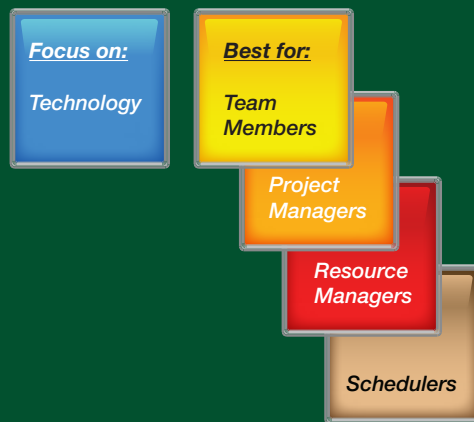 Focus on:
Technology
Best for:
Team
Members
Project
Managers
Resource
Managers
Schedulers